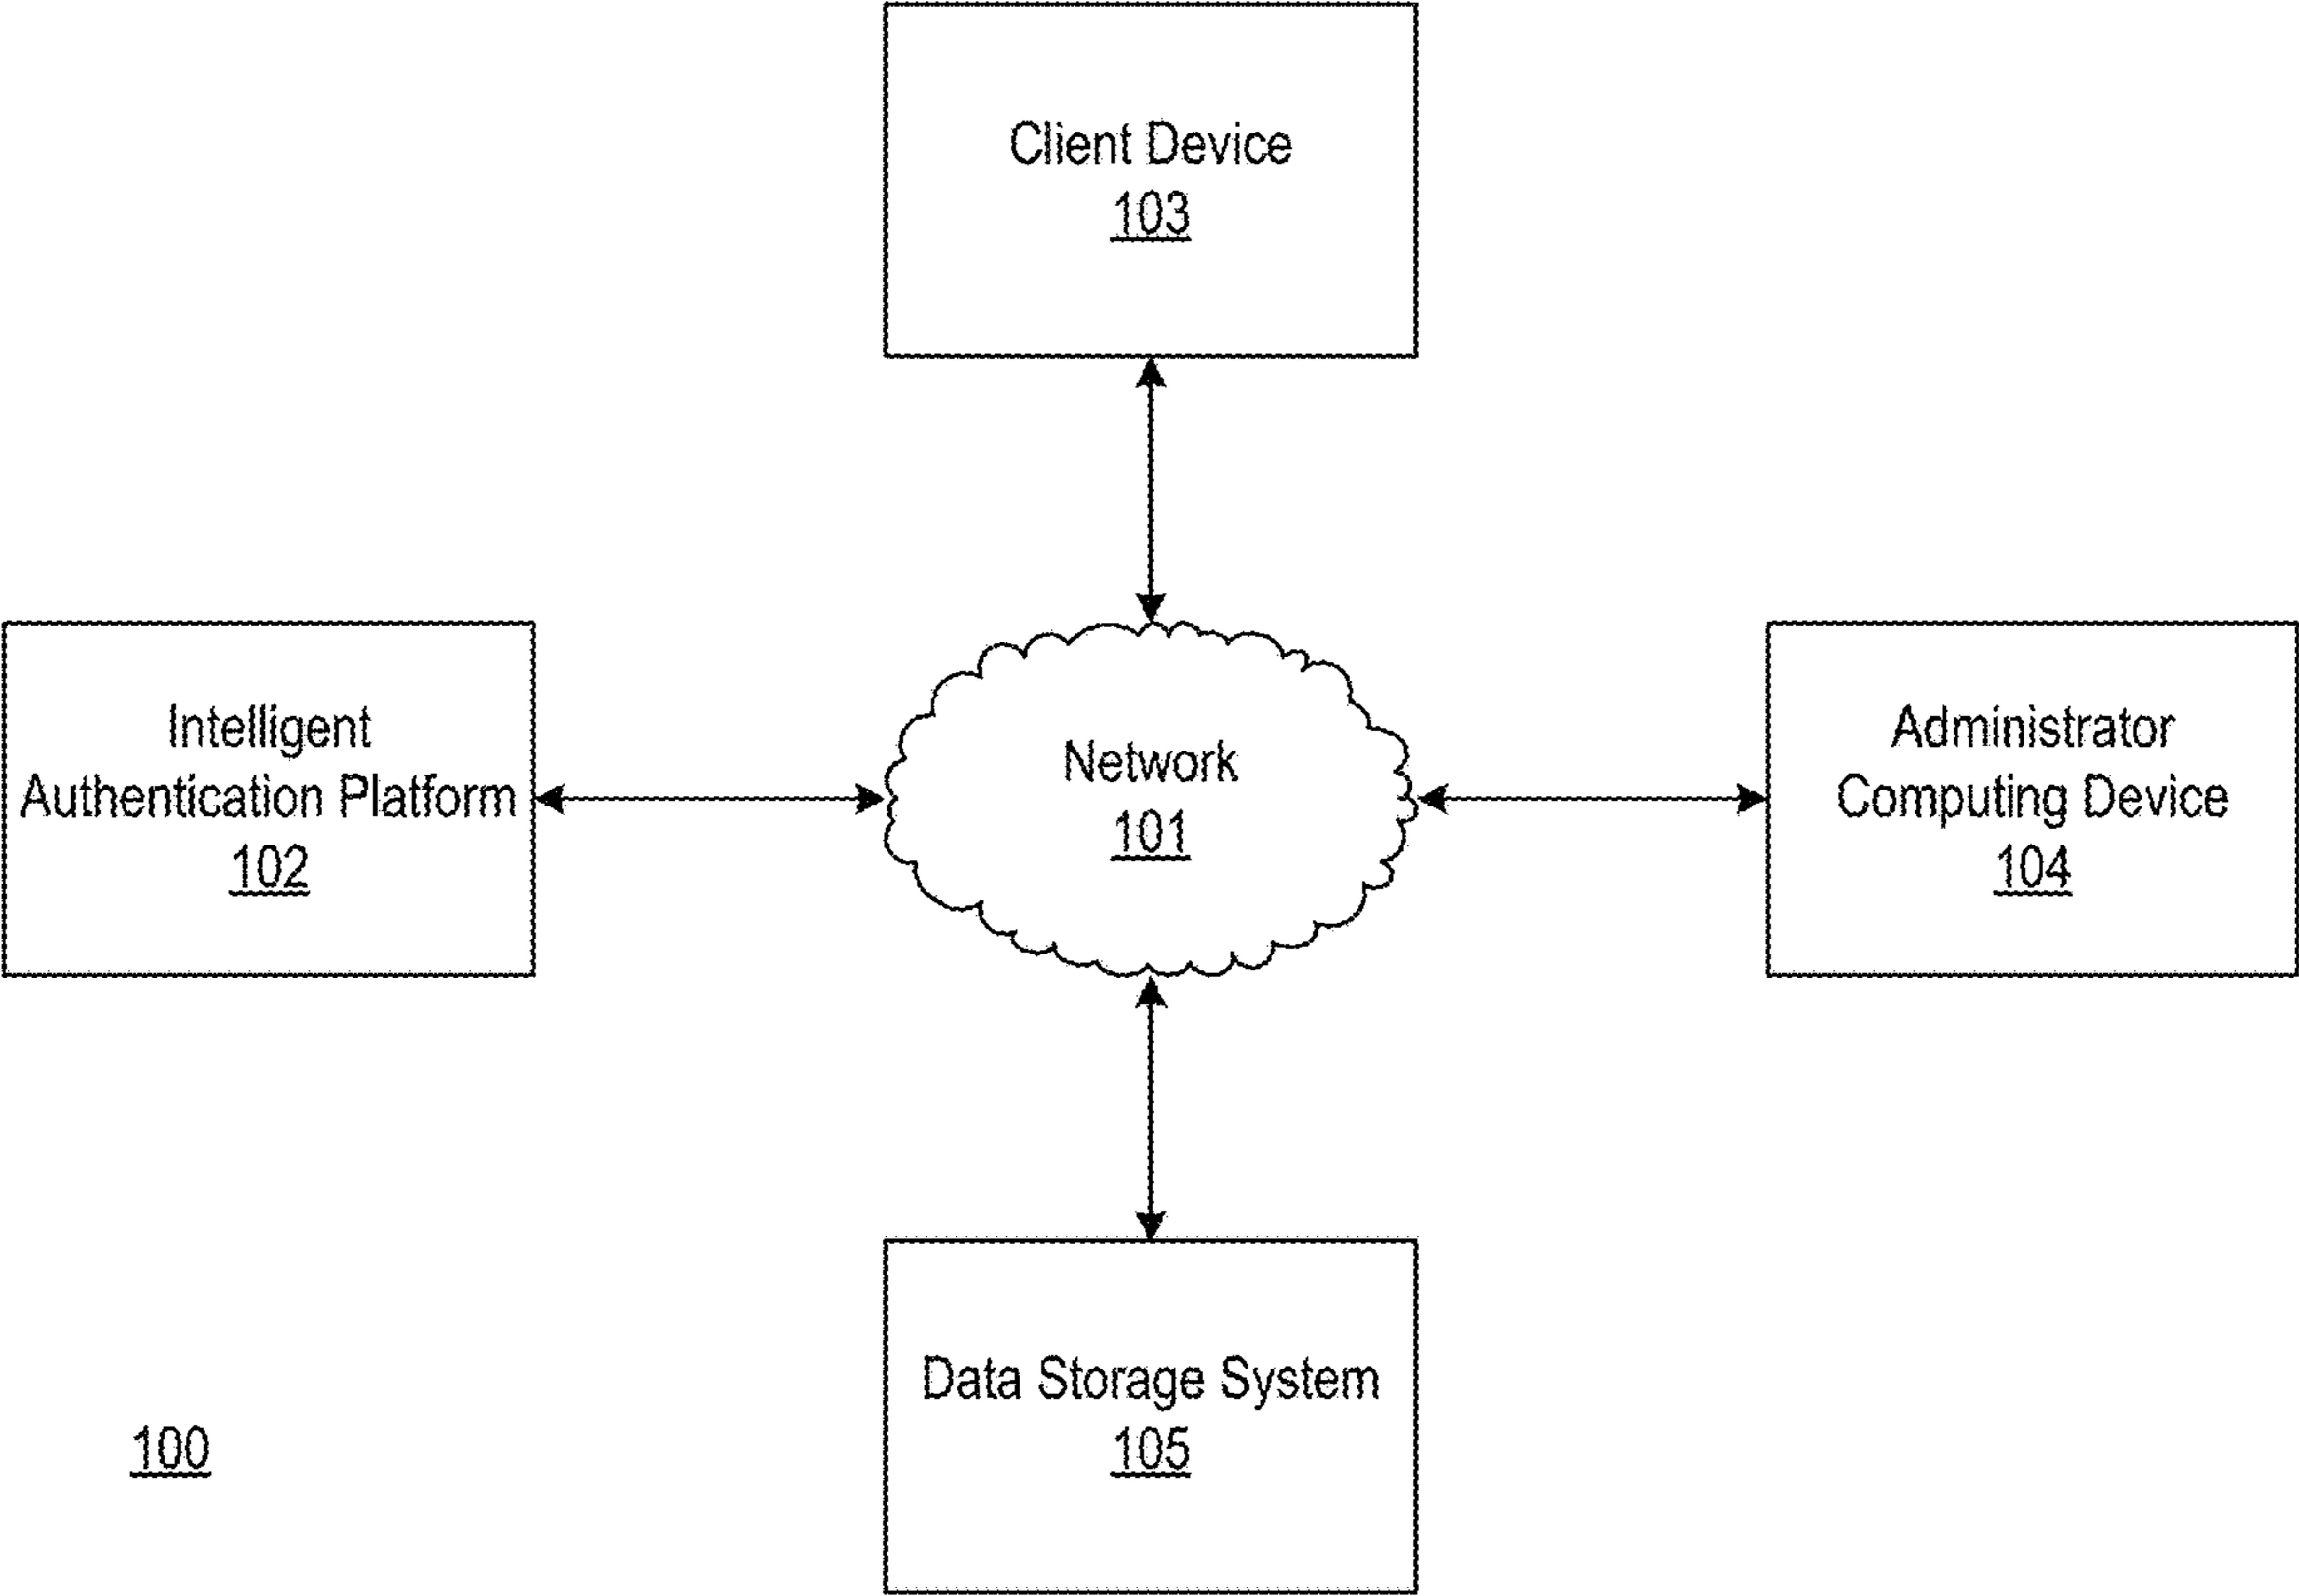 Client Device
103
Intelligent
Authentication Platform
102
Network
101
Administrator
Computing Device
104
Data Storage System
105
100